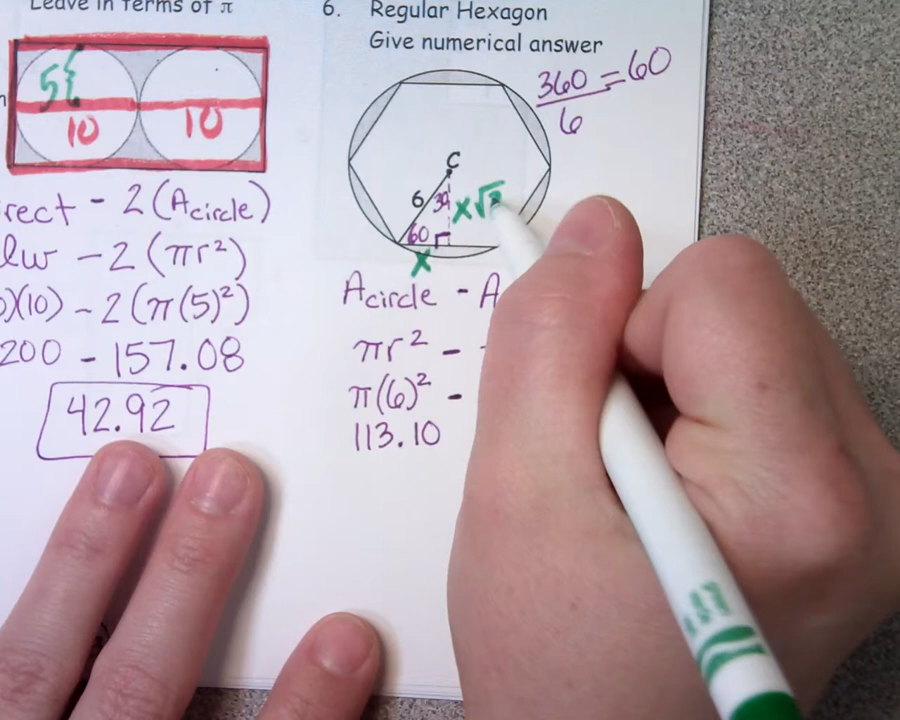 Leave in terms of π
5
10
10
rect - 2(Acircle)
lw - 2(πr²)
)(10) - 2(π(5)²)
200 - 157.08
42.92
6. Regular Hexagon
Give numerical answer
360/6 = 60
C
6
60
x
Acircle - A
πr² -
π(6)² -
113.10